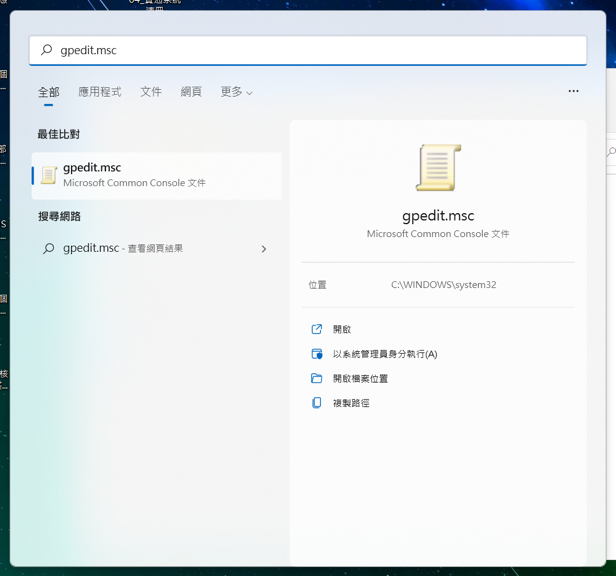 gpedit.msc
全部 應用程式 文件 網頁 更多
最佳比對
gpedit.msc
Microsoft Common Console 文件
搜尋網路
gpedit.msc - 查看網頁結果
gpedit.msc
Microsoft Common Console 文件
位置 C:\WINDOWS\system32
開啟
以系統管理員身分執行(A)
開啟檔案位置
複製路徑